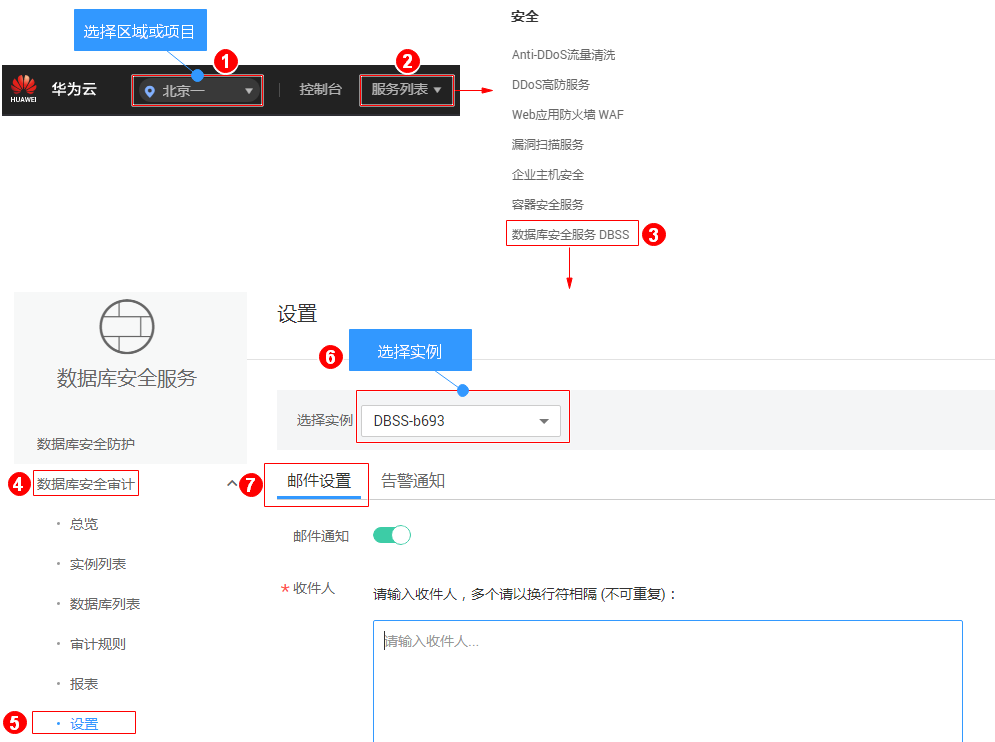 选择区域或项目
1
2
HUAWEI
华为云
北京一
控制台
服务列表
安全
Anti-DDoS流量清洗
DDoS高防服务
Web应用防火墙 WAF
漏洞扫描服务
企业主机安全
容器安全服务
数据库安全服务 DBSS
3
数据库安全服务
数据库安全防护
4
数据库安全审计
总览
实例列表
数据库列表
审计规则
报表
5
设置
设置
6
选择实例
选择实例
DBSS-b693
7
邮件设置
告警通知
邮件通知
* 收件人
请输入收件人，多个请以换行符相隔 (不可重复)：
请输入收件人...